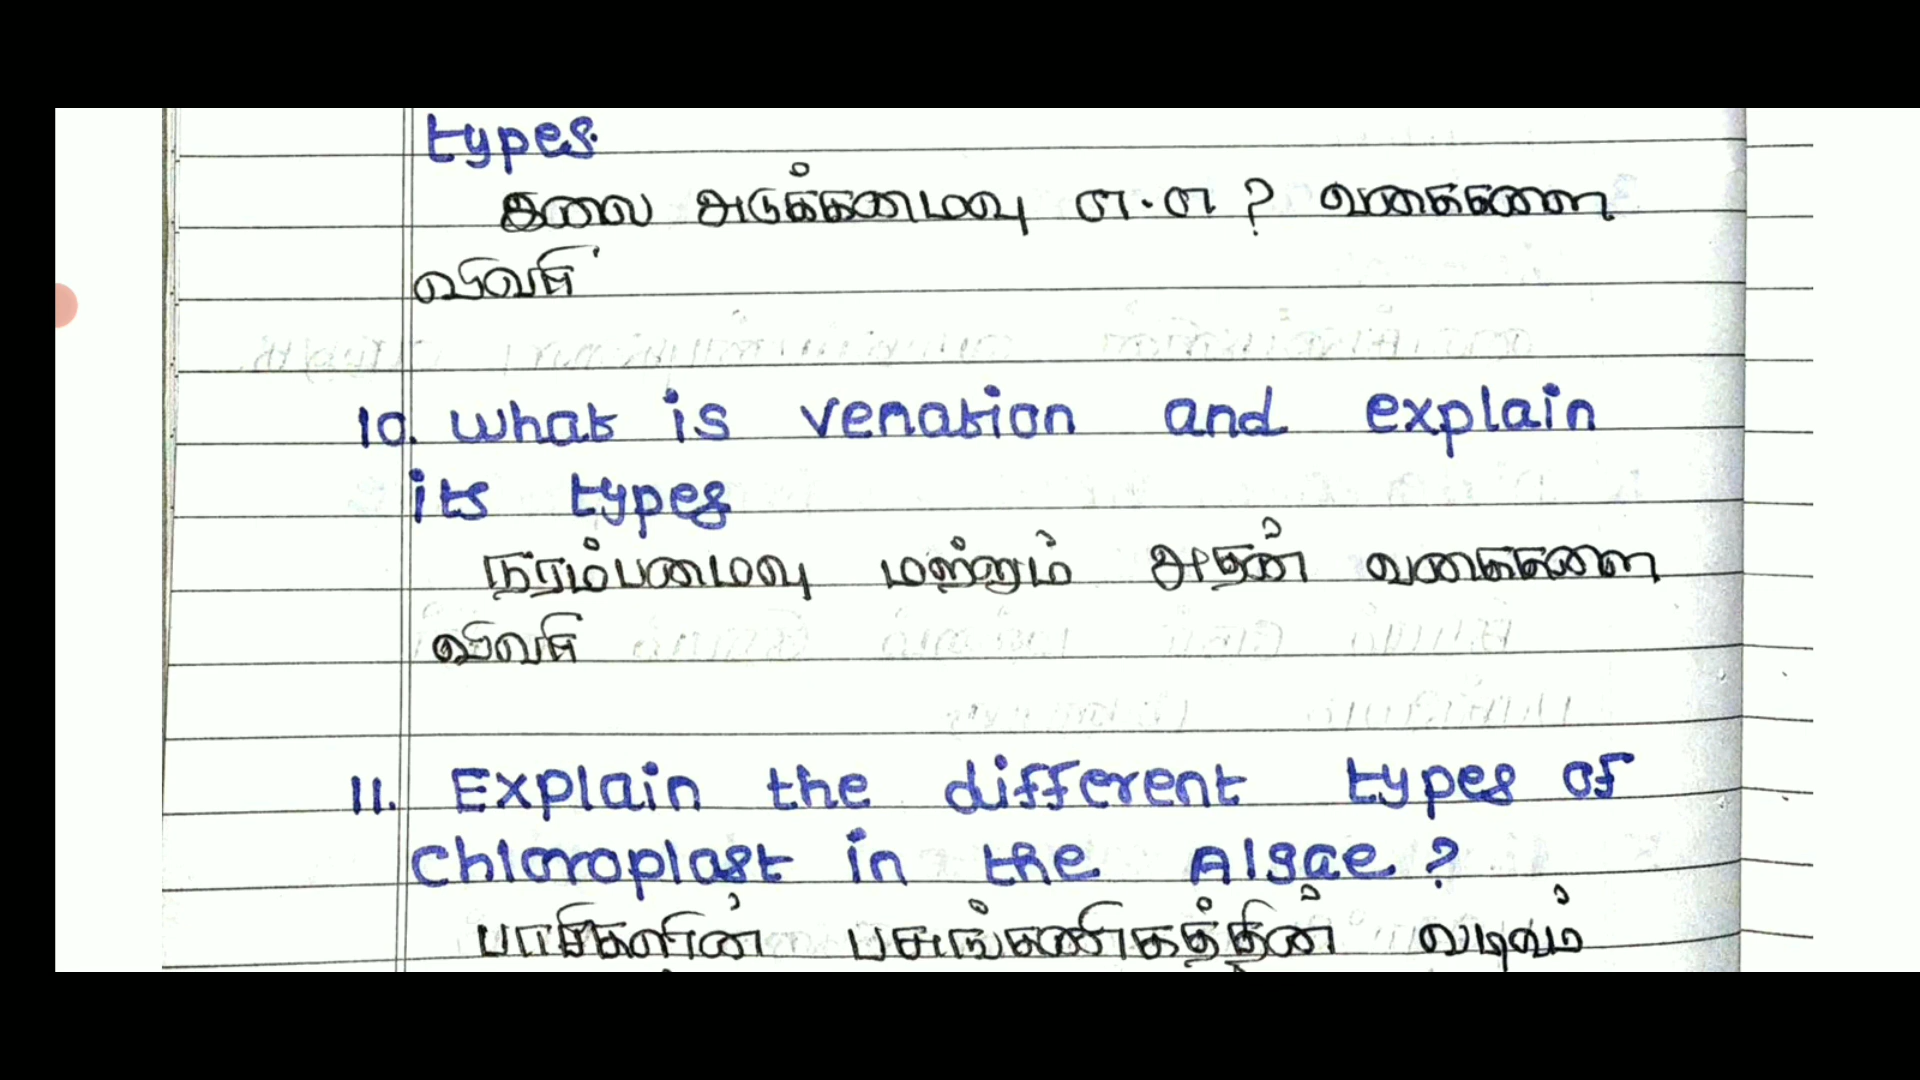 types.
இலை அடுக்கமைவு எ.எ? வகைகளை
விவரி
10. What is venation and explain
its types
நரம்பமைவு மற்றும் அதன் வகைகளை
விவரி
11. Explain the different types of
chloroplast in the Algae?
பாசிகளின் பசுங்கணிகத்தின் வடிவம்